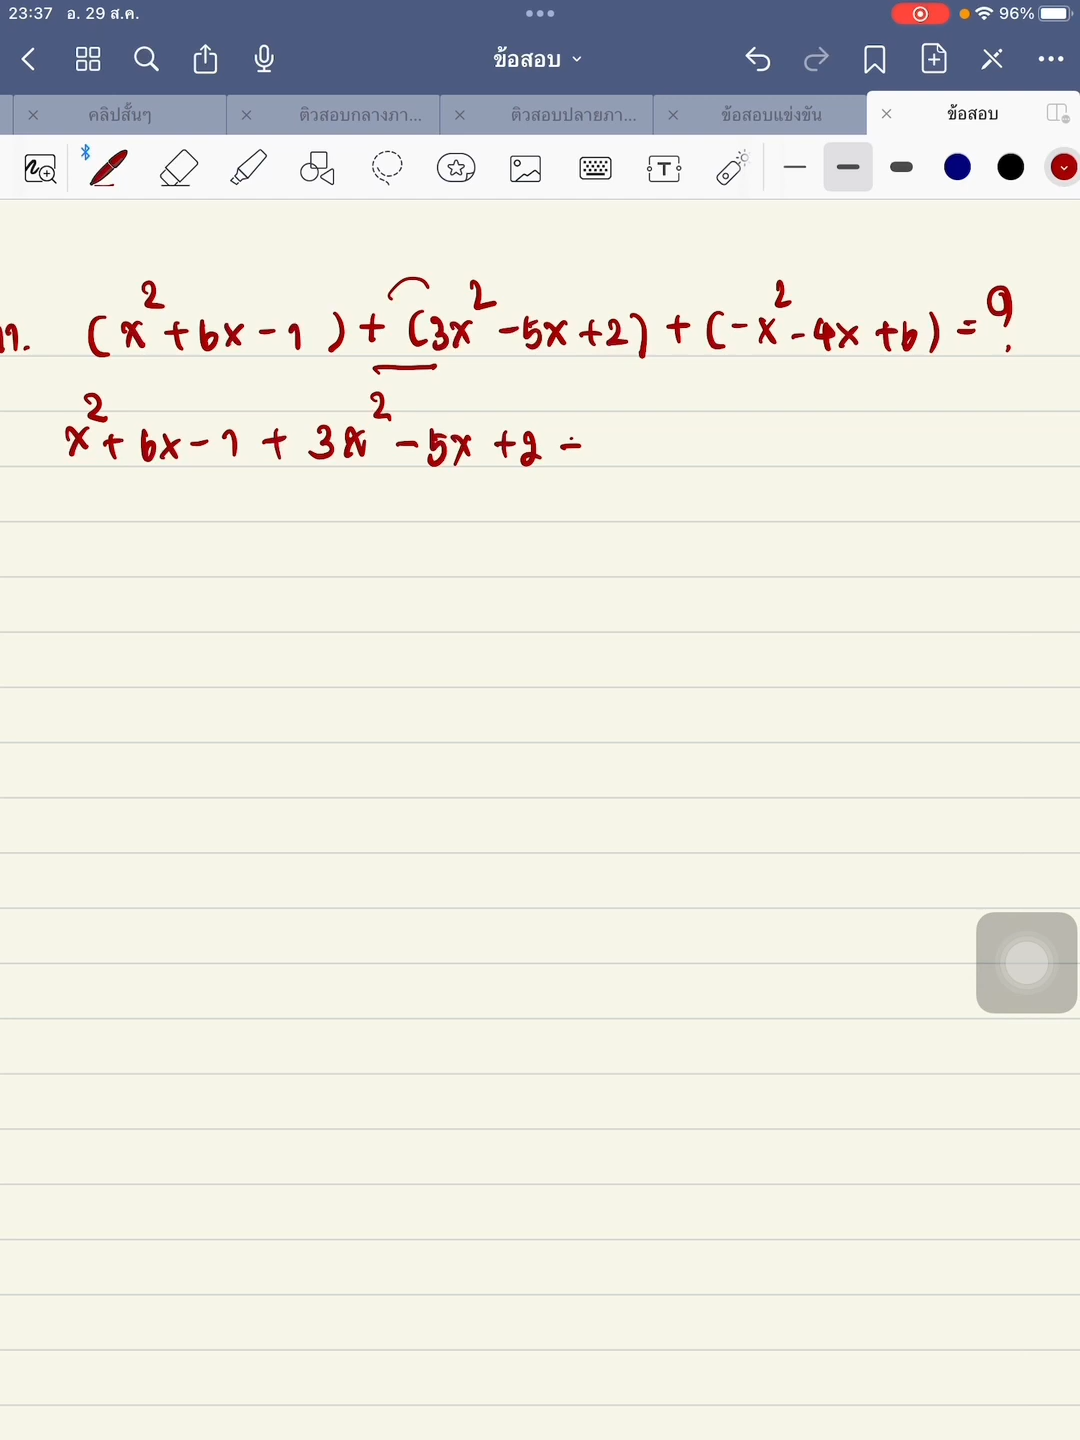 23:37 อ. 29 ส.ค. 96%
ข้อสอบ
คลิปสั้นๆ ติวสอบกลางภา... ติวสอบปลายภา... ข้อสอบแข่งขัน ข้อสอบ
11. (x² + 6x - 1) + (3x² - 5x + 2) + (-x² - 4x + 6) = ?
x² + 6x - 1 + 3x² - 5x + 2 -